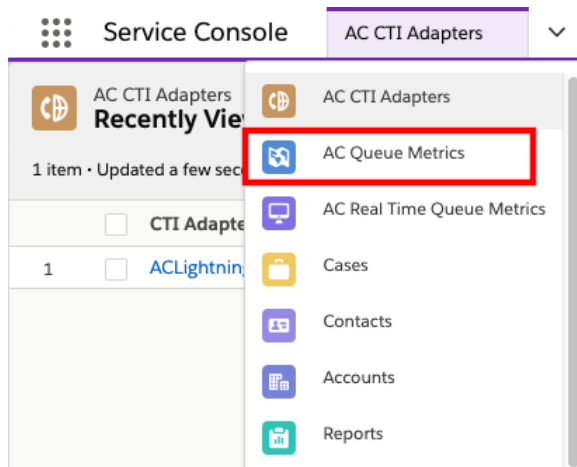 Service Console
AC CTI Adapters
AC CTI Adapters
Recently Vie
1 item • Updated a few sec
CTI Adapte
1
ACLightnin
AC CTI Adapters
AC Queue Metrics
AC Real Time Queue Metrics
Cases
Contacts
Accounts
Reports